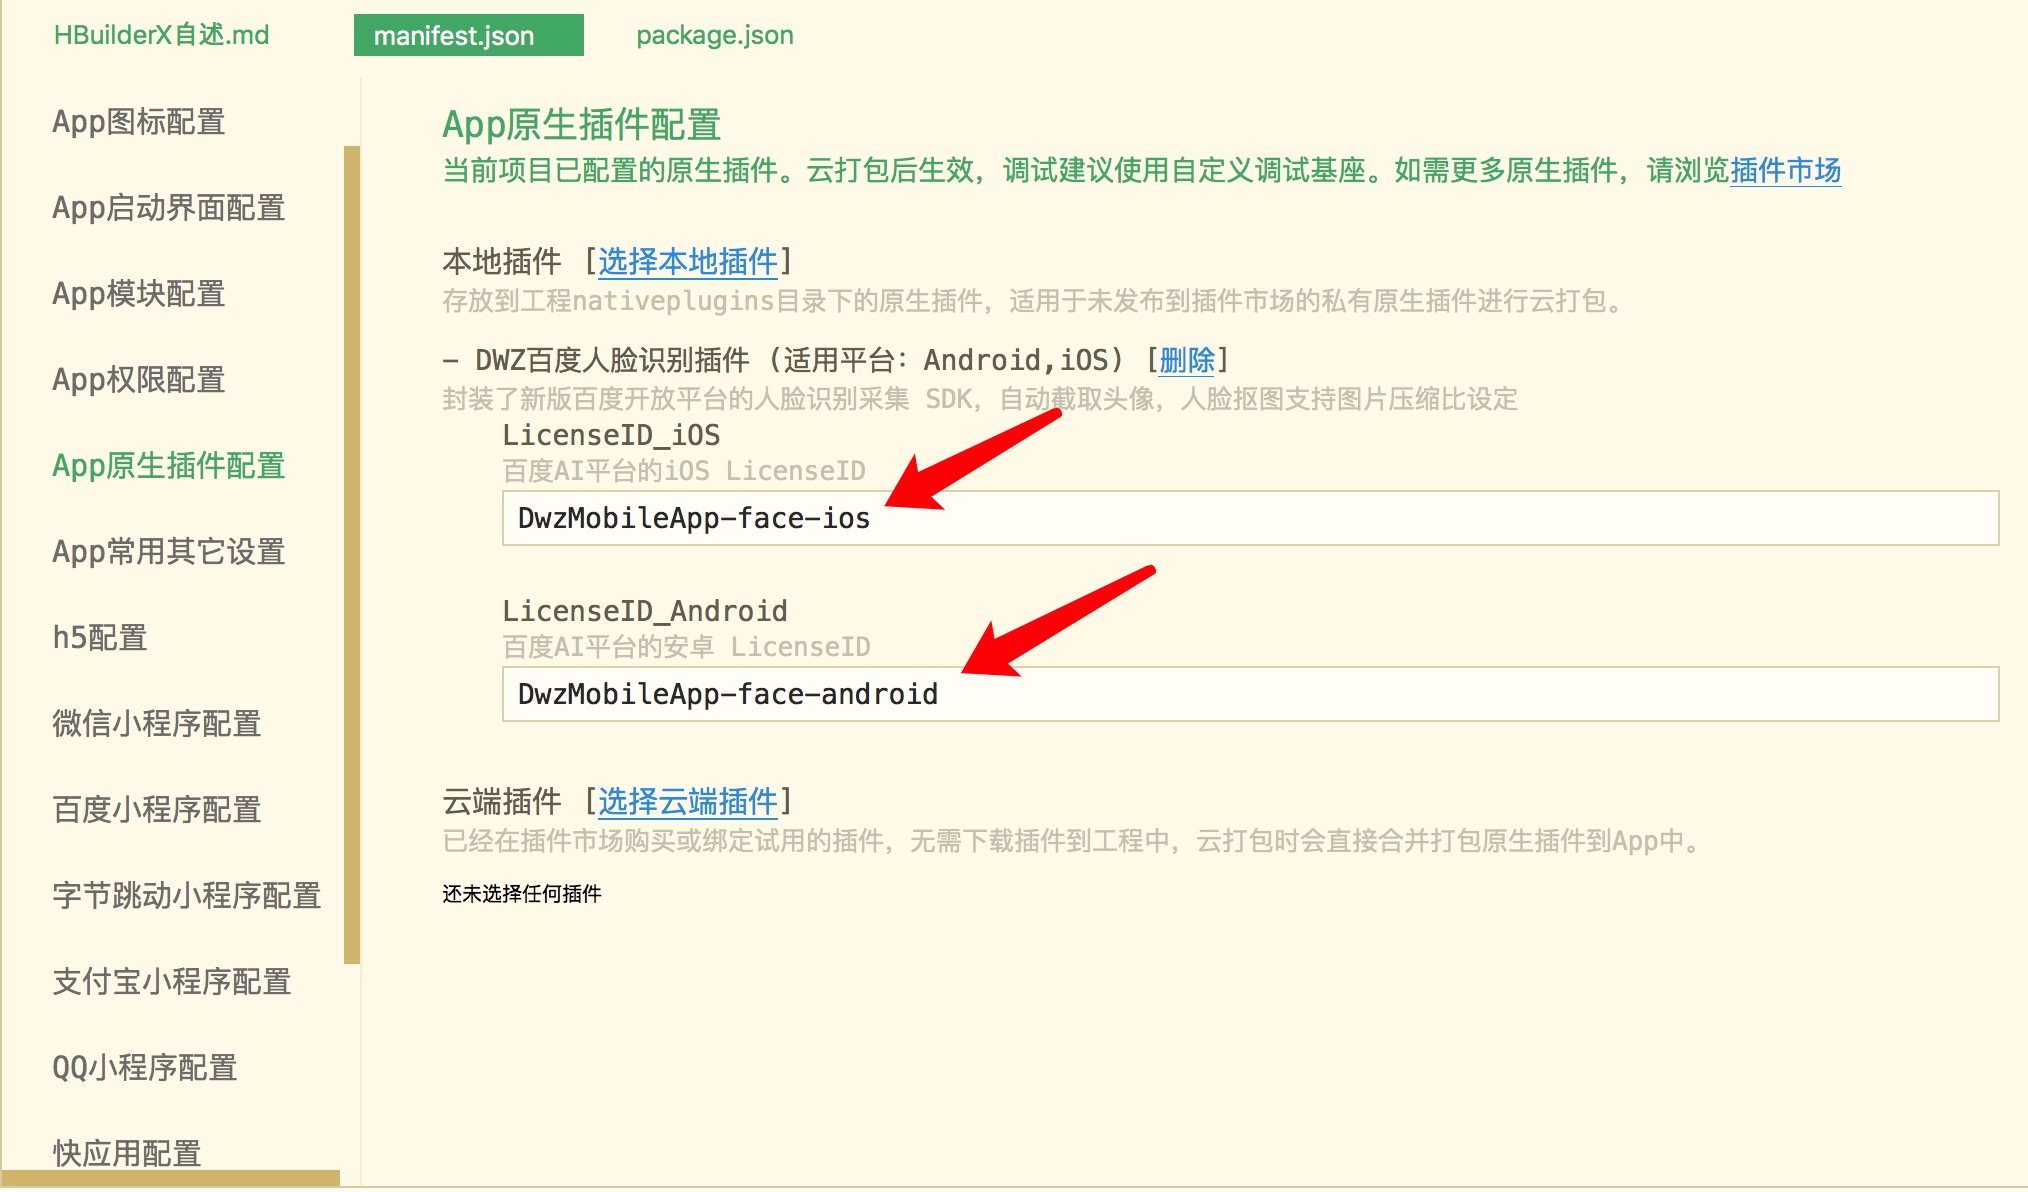 HBuilderX自述.md
manifest.json
package.json
App图标配置
App启动界面配置
App模块配置
App权限配置
App原生插件配置
App常用其它设置
h5配置
微信小程序配置
百度小程序配置
字节跳动小程序配置
支付宝小程序配置
QQ小程序配置
快应用配置
App原生插件配置
当前项目已配置的原生插件。云打包后生效，调试建议使用自定义调试基座。如需更多原生插件，请浏览插件市场
本地插件 [选择本地插件]
存放到工程nativeplugins目录下的原生插件，适用于未发布到插件市场的私有原生插件进行云打包。
– DWZ百度人脸识别插件 (适用平台：Android,iOS) [删除]
封装了新版百度开放平台的人脸识别采集 SDK，自动截取头像，人脸抠图支持图片压缩比设定
LicenseID_iOS
百度AI平台的iOS LicenseID
DwzMobileApp-face-ios
LicenseID_Android
百度AI平台的安卓 LicenseID
DwzMobileApp-face-android
云端插件 [选择云端插件]
已经在插件市场购买或绑定试用的插件，无需下载插件到工程中，云打包时会直接合并打包原生插件到App中。
还未选择任何插件